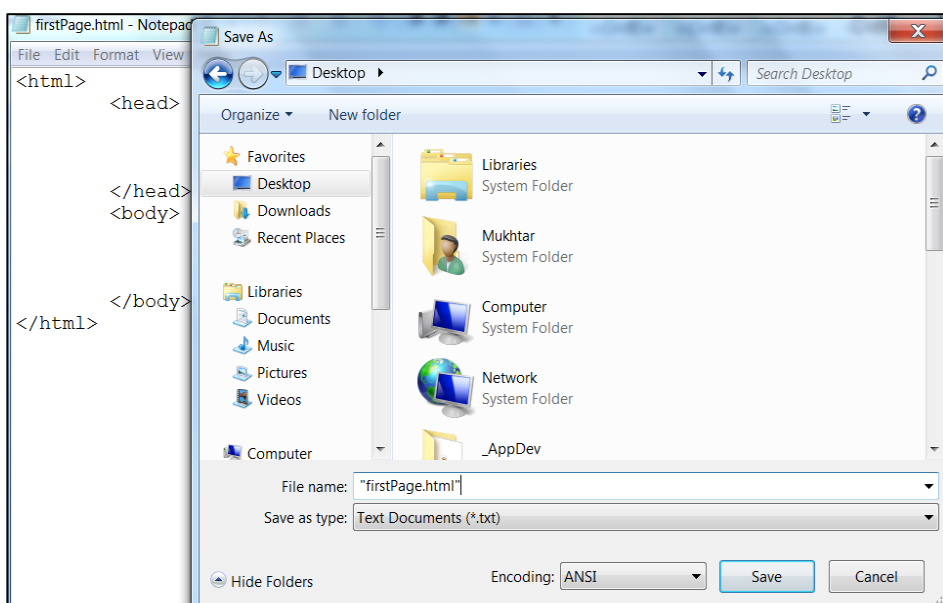 firstPage.html - Notepad
File Edit Format View
<html>
<head>
</head>
<body>
</body>
</html>
Save As
Desktop
Search Desktop
Organize New folder
Favorites
Desktop
Downloads
Recent Places
Libraries
Documents
Music
Pictures
Videos
Computer
Libraries
System Folder
Mukhtar
System Folder
Computer
System Folder
Network
System Folder
_AppDev
File name: "firstPage.html"
Save as type: Text Documents (*.txt)
Hide Folders
Encoding: ANSI
Save
Cancel